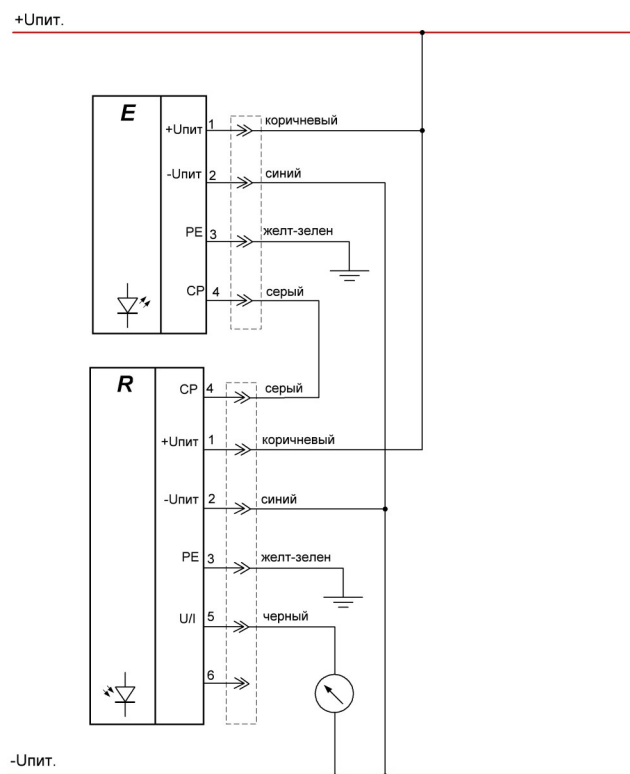 +Uпит.
E
+Uпит 1 коричневый
-Uпит 2 синий
PE 3 желт-зелен
CP 4 серый
R
CP 4 серый
+Uпит 1 коричневый
-Uпит 2 синий
PE 3 желт-зелен
U/I 5 черный
6
-Uпит.